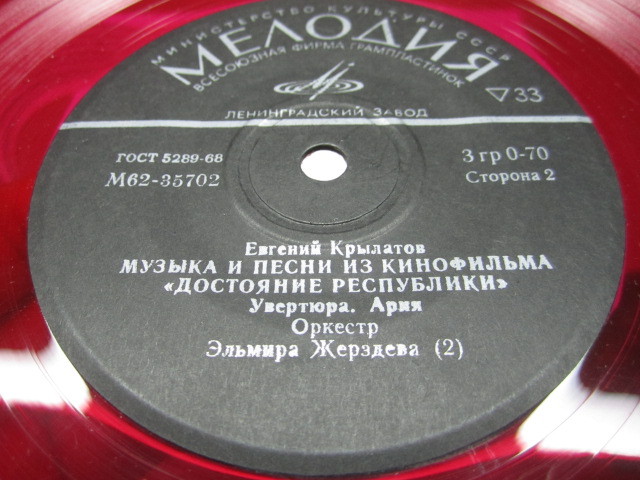 МИНИСТЕРСТВО КУЛЬТУРЫ СССР
МЕЛОДИЯ
ВСЕСОЮЗНАЯ ФИРМА ГРАМПЛАСТИНОК
33
ЛЕНИНГРАДСКИЙ ЗАВОД
ГОСТ 5289-68
3 гр 0-70
М62-35702
Сторона 2
Евгений Крылатов
МУЗЫКА И ПЕСНИ ИЗ КИНОФИЛЬМА
«ДОСТОЯНИЕ РЕСПУБЛИКИ»
Увертюра. Ария
Оркестр
Эльмира Жерздева (2)